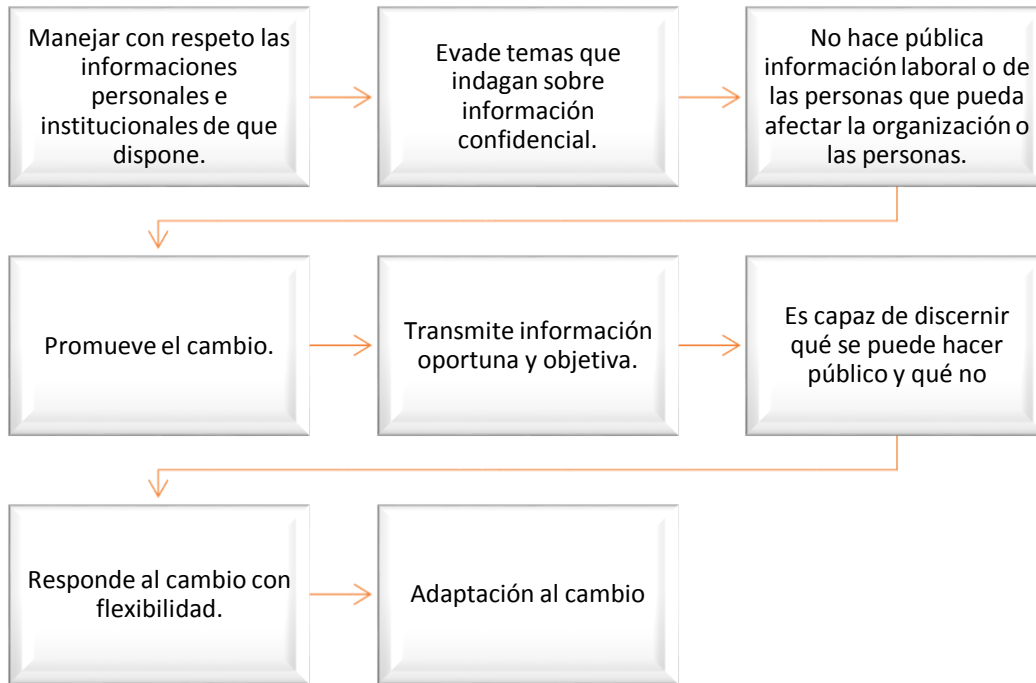 Manejar con respeto las
informaciones
personales e
institucionales de que
dispone.
Evade temas que
indagan sobre
información
confidencial.
No hace pública
información laboral o de
las personas que pueda
afectar la organización o
las personas.
Promueve el cambio.
Transmite información
oportuna y objetiva.
Es capaz de discernir
qué se puede hacer
público y qué no
Responde al cambio con
flexibilidad.
Adaptación al cambio